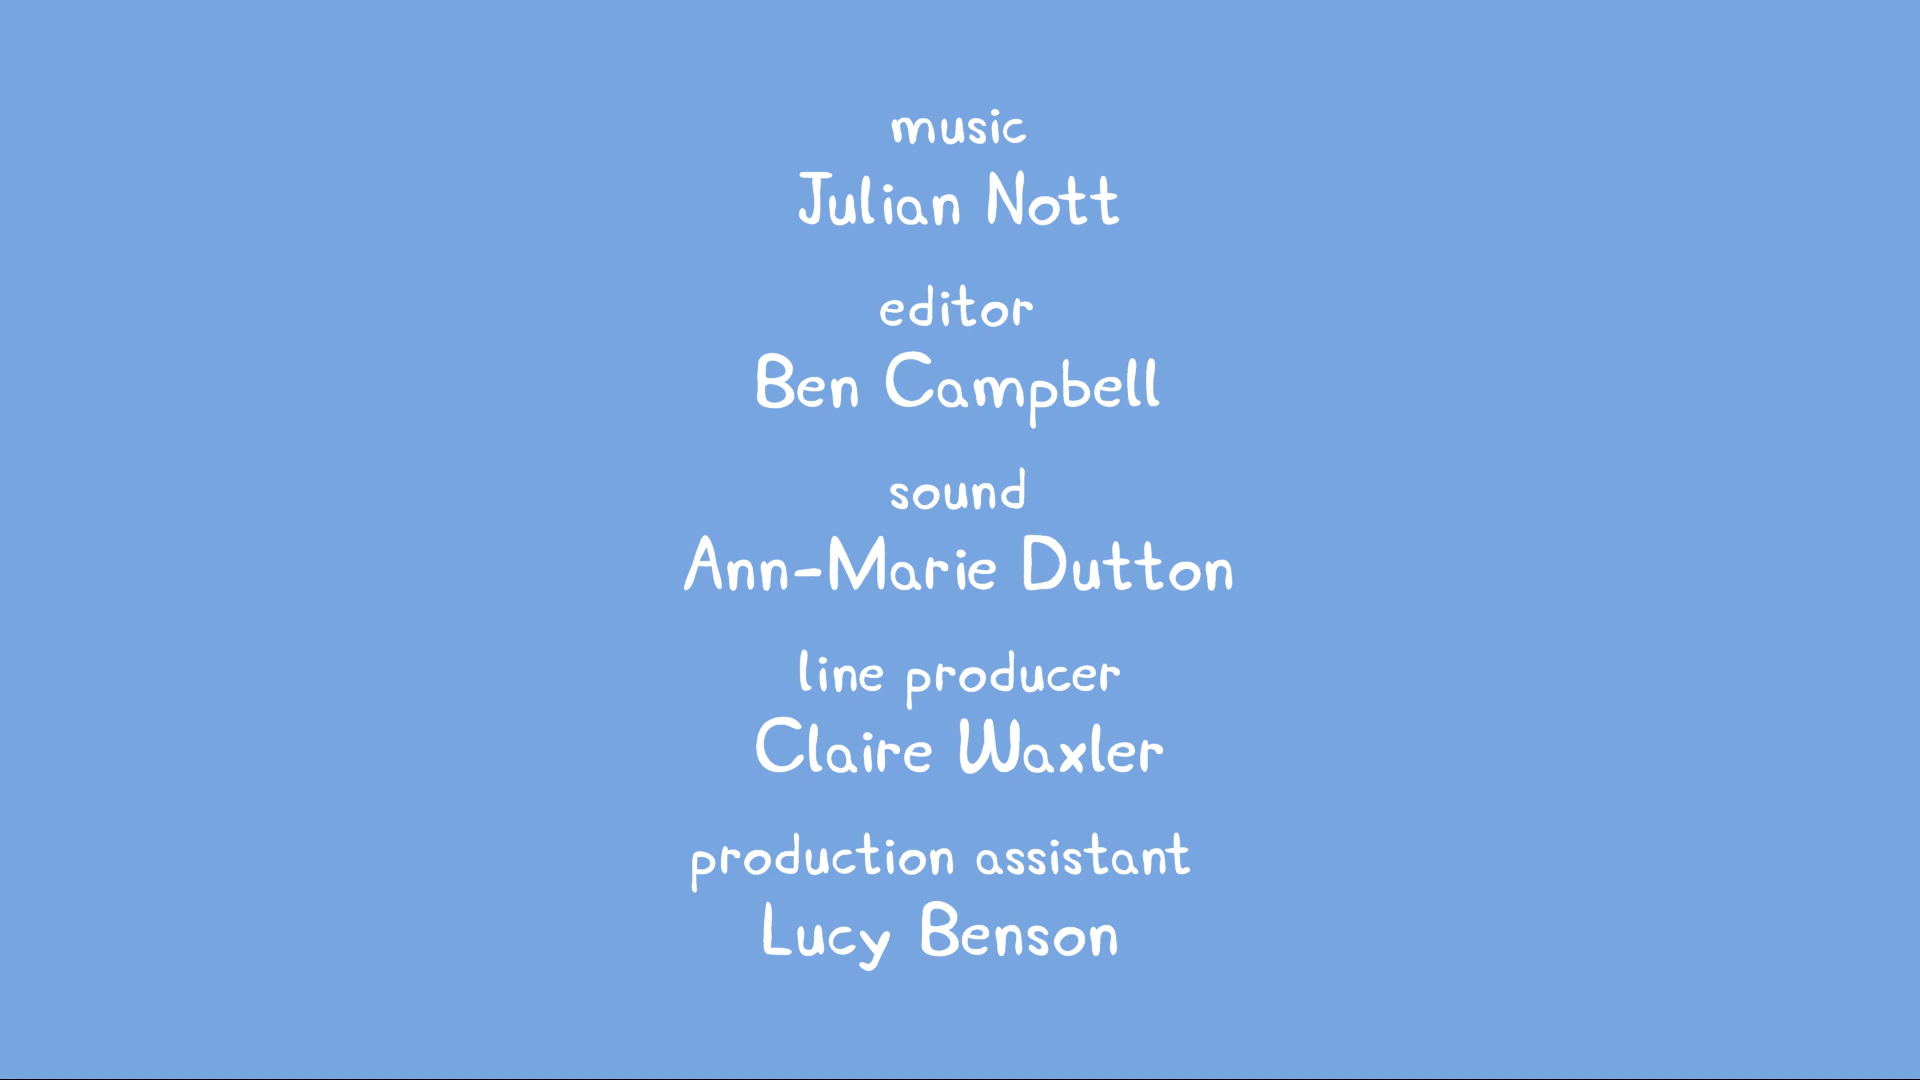 music
Julian Nott
editor
Ben Campbell
sound
Ann-Marie Dutton
line producer
Claire Waxler
production assistant
Lucy Benson